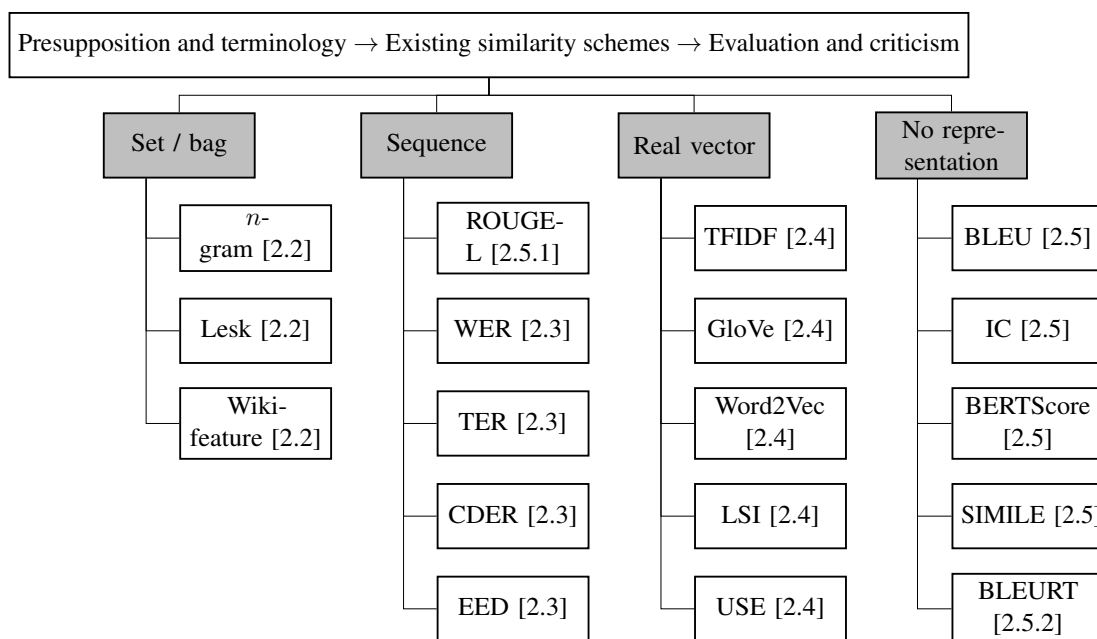 Presupposition and terminology → Existing similarity schemes → Evaluation and criticism
Set / bag
n-
gram [2.2]
Lesk [2.2]
Wiki-
feature [2.2]
Sequence
ROUGE-
L [2.5.1]
WER [2.3]
TER [2.3]
CDER [2.3]
EED [2.3]
Real vector
TFIDF [2.4]
GloVe [2.4]
Word2Vec
[2.4]
LSI [2.4]
USE [2.4]
No repre-
sentation
BLEU [2.5]
IC [2.5]
BERTScore
[2.5]
SIMILE [2.5]
BLEURT
[2.5.2]